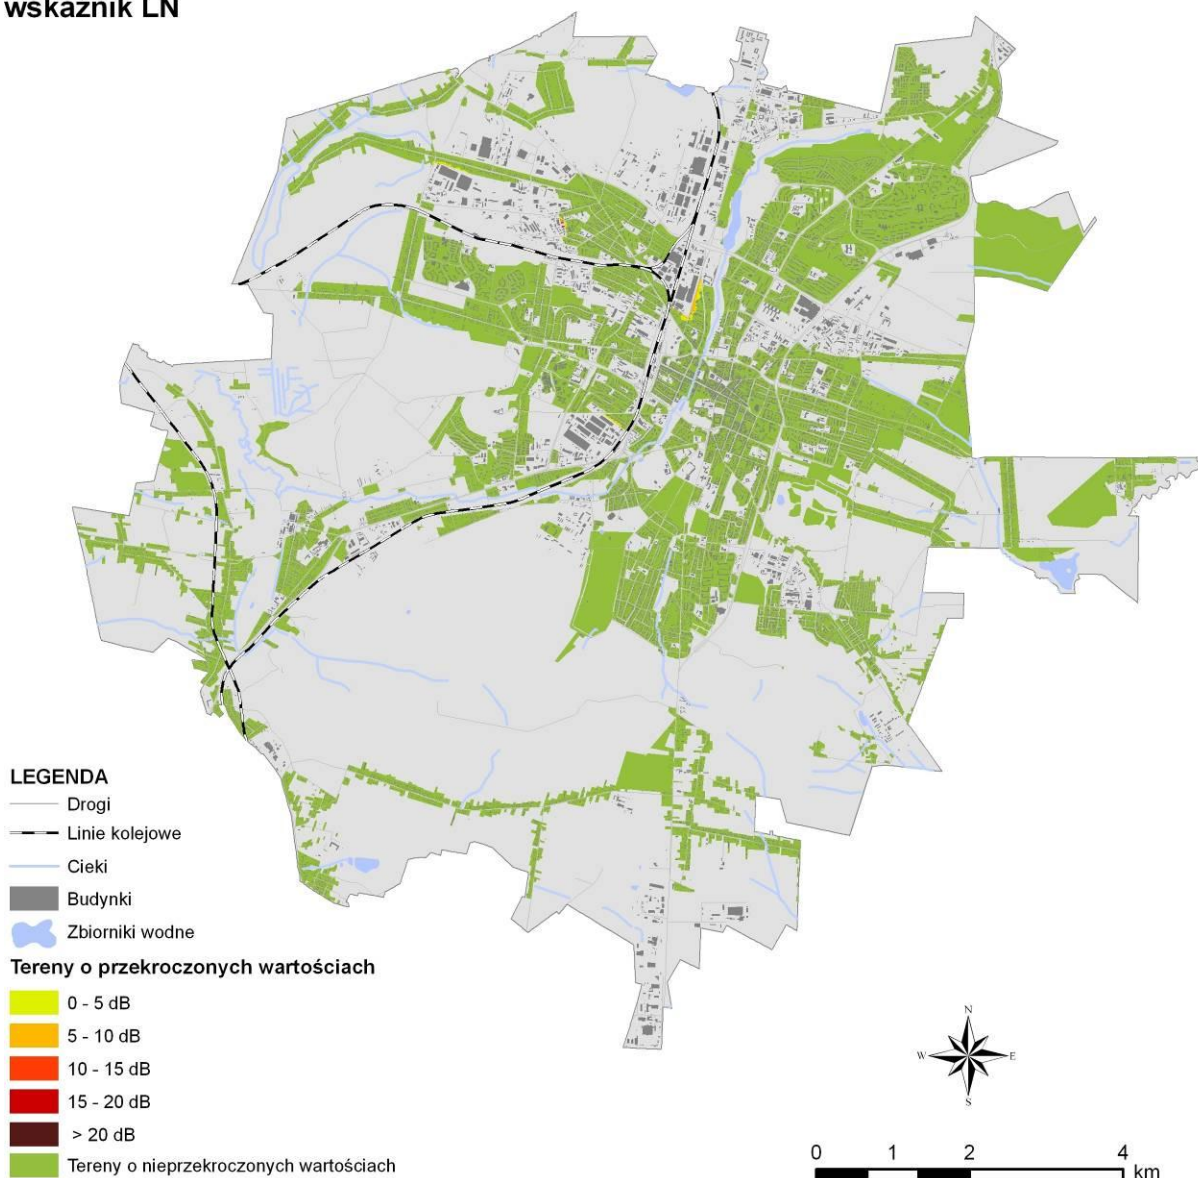 wskaźnik LN
LEGENDA
Drogi
Linie kolejowe
Cieki
Budynki
Zbiorniki wodne
Tereny o przekroczonych wartościach
0 - 5 dB
5 - 10 dB
10 - 15 dB
15 - 20 dB
> 20 dB
Tereny o nieprzekroczonych wartościach
N
W E
S
0 1 2 4
km